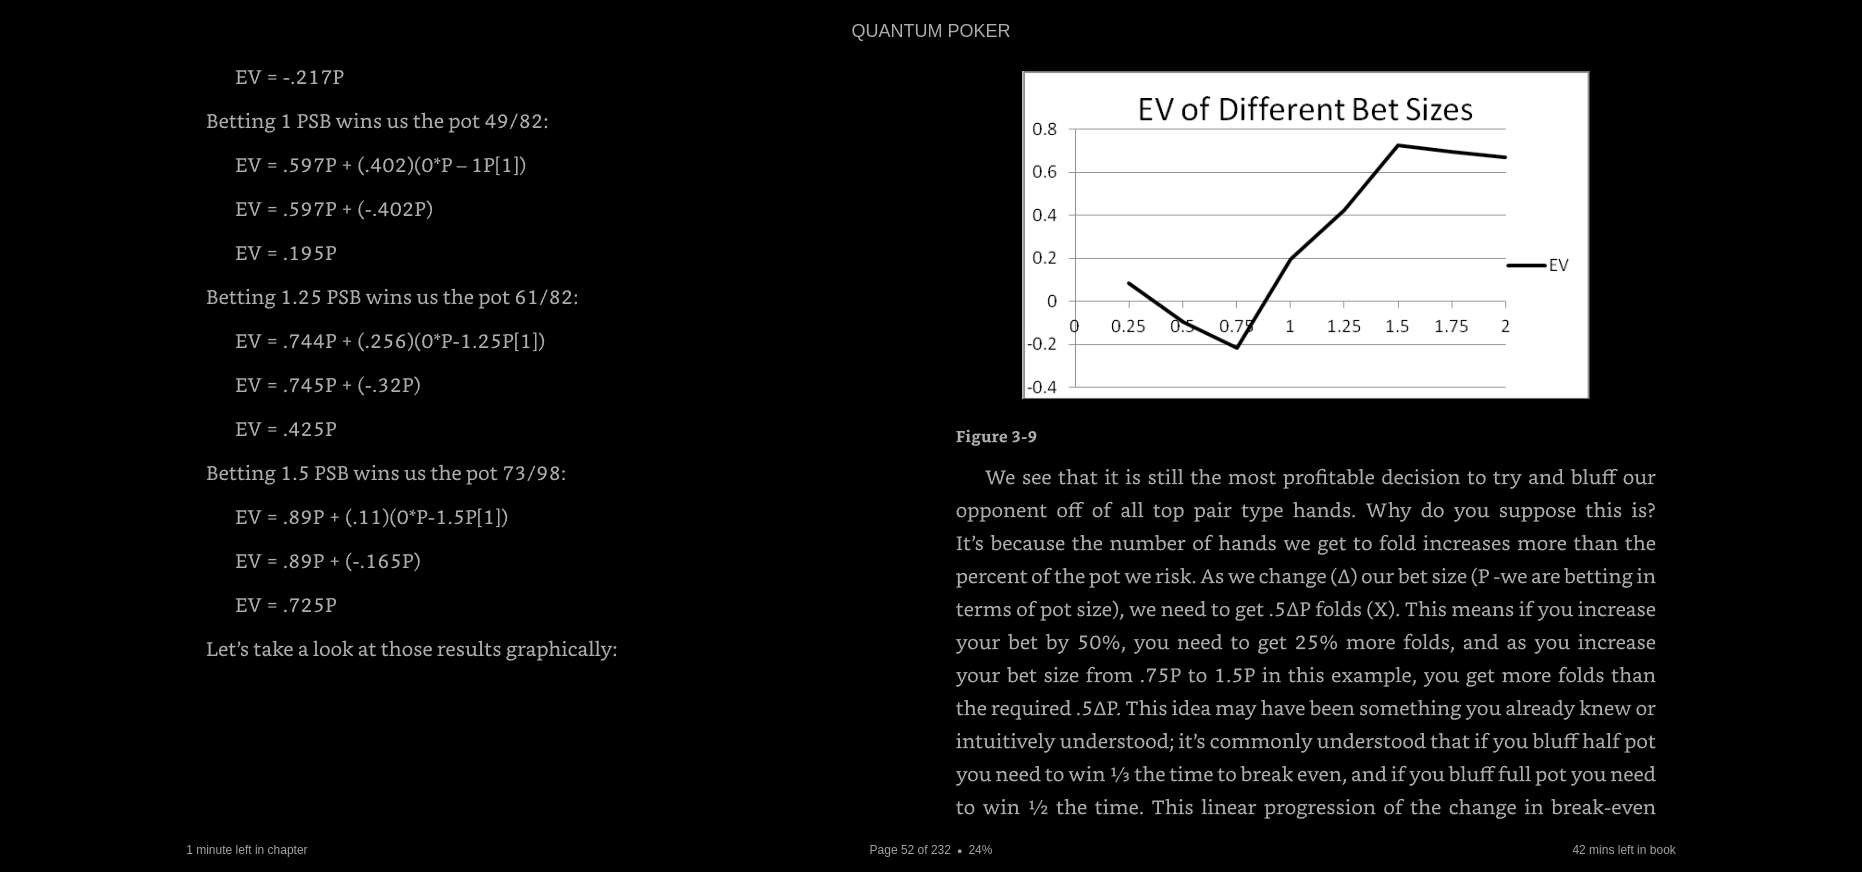 QUANTUM POKER
EV = -.217P
Betting 1 PSB wins us the pot 49/82:
EV = .597P + (.402)(0*P – 1P[1])
EV = .597P + (-.402P)
EV = .195P
Betting 1.25 PSB wins us the pot 61/82:
EV = .744P + (.256)(0*P-1.25P[1])
EV = .745P + (-.32P)
EV = .425P
Betting 1.5 PSB wins us the pot 73/98:
EV = .89P + (.11)(0*P-1.5P[1])
EV = .89P + (-.165P)
EV = .725P
Let's take a look at those results graphically:
EV of Different Bet Sizes
0.8
0.6
0.4
0.2
0
-0.2
-0.4
0 0.25 0.5 0.75 1 1.25 1.5 1.75 2
EV
Figure 3-9
We see that it is still the most profitable decision to try and bluff our
opponent off of all top pair type hands. Why do you suppose this is?
It's because the number of hands we get to fold increases more than the
percent of the pot we risk. As we change (Δ) our bet size (P -we are betting in
terms of pot size), we need to get .5ΔP folds (X). This means if you increase
your bet by 50%, you need to get 25% more folds, and as you increase
your bet size from .75P to 1.5P in this example, you get more folds than
the required .5ΔP. This idea may have been something you already knew or
intuitively understood; it's commonly understood that if you bluff half pot
you need to win ⅓ the time to break even, and if you bluff full pot you need
to win ½ the time. This linear progression of the change in break-even
1 minute left in chapter
Page 52 of 232 • 24%
42 mins left in book